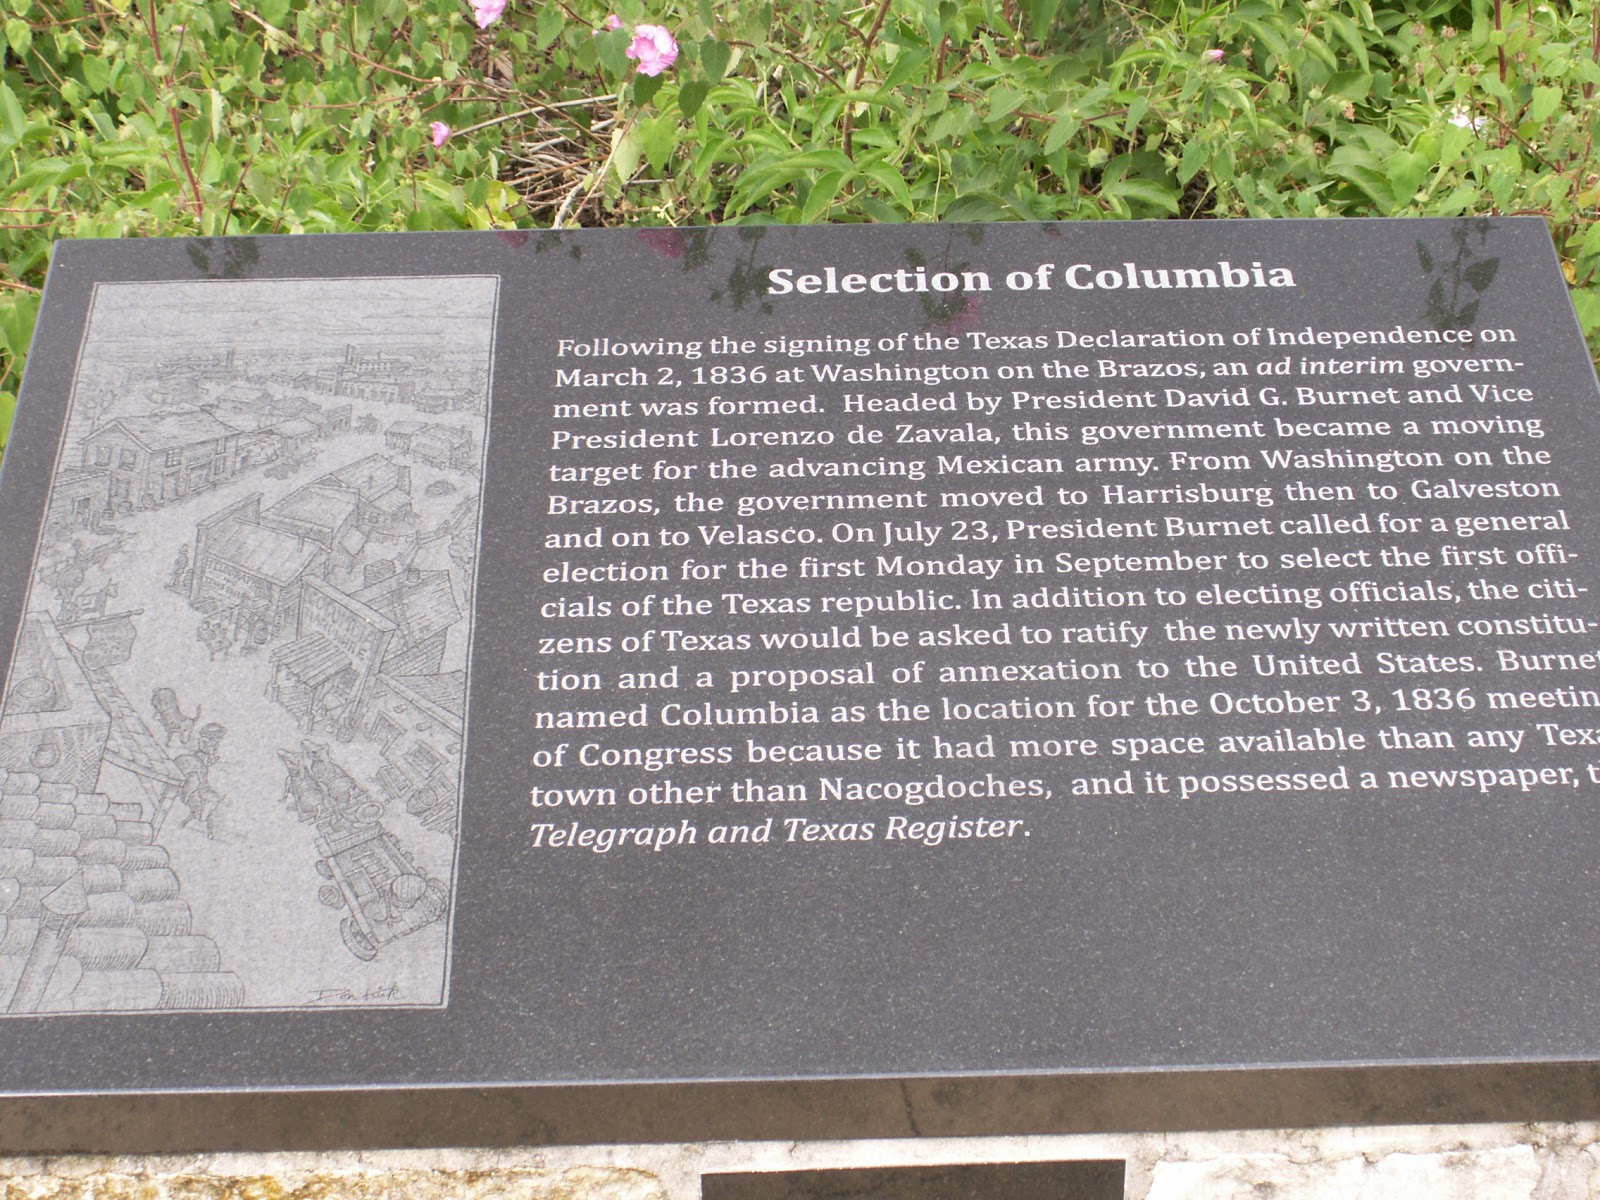 Selection of Columbia
Following the signing of the Texas Declaration of Independence on
March 2, 1836 at Washington on the Brazos, an ad interim govern-
ment was formed. Headed by President David G. Burnet and Vice
President Lorenzo de Zavala, this government became a moving
target for the advancing Mexican army. From Washington on the
Brazos, the government moved to Harrisburg then to Galveston
and on to Velasco. On July 23, President Burnet called for a general
election for the first Monday in September to select the first offi-
cials of the Texas republic. In addition to electing officials, the citi-
zens of Texas would be asked to ratify the newly written constitu-
tion and a proposal of annexation to the United States. Burnet
named Columbia as the location for the October 3, 1836 meetin
of Congress because it had more space available than any Texa
town other than Nacogdoches, and it possessed a newspaper, t
Telegraph and Texas Register.